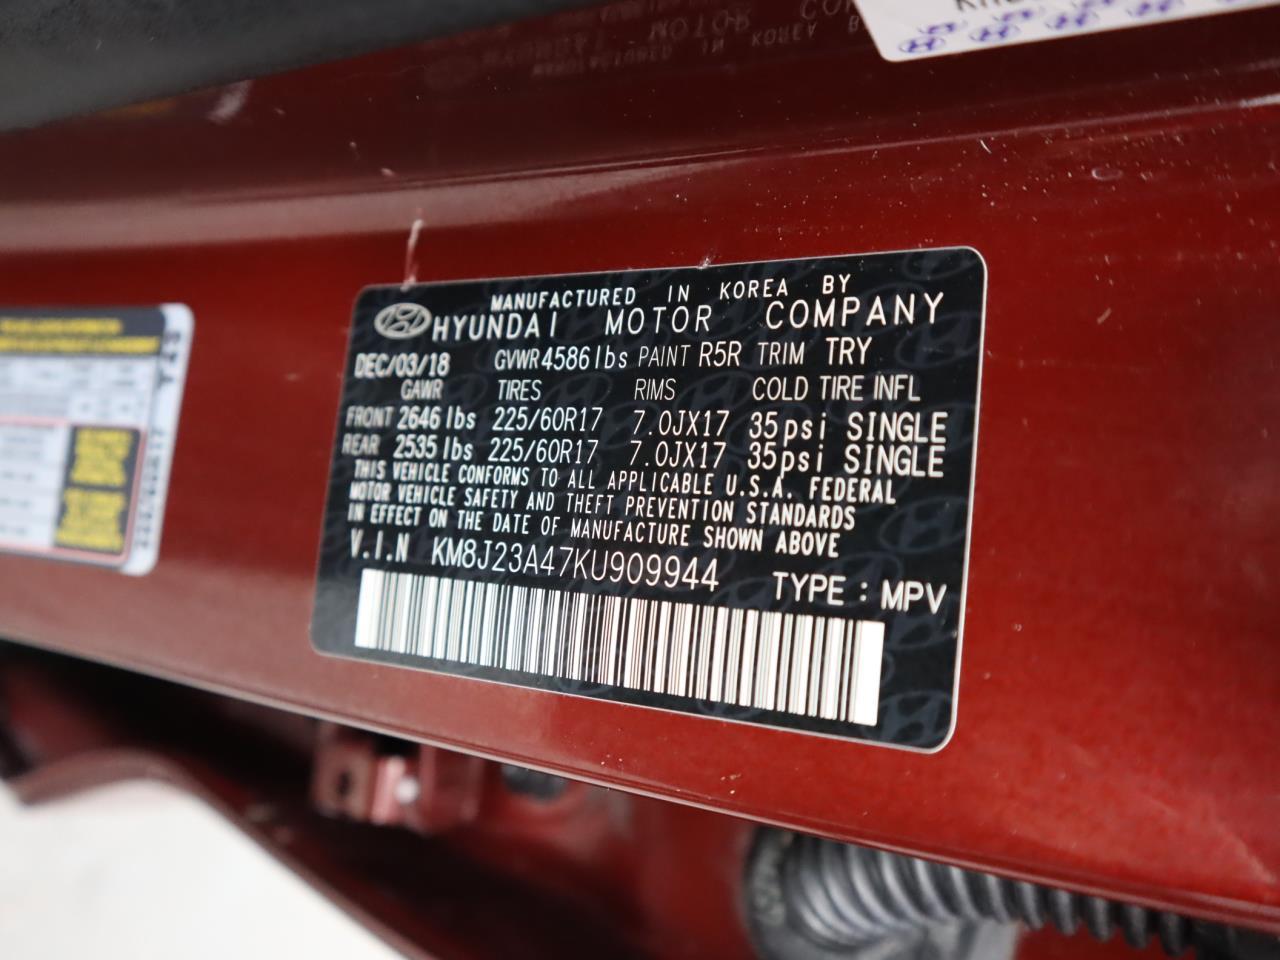 MANUFACTURED IN KOREA BY
HYUNDAI MOTOR COMPANY
DEC/03/18 GVWR 4586 lbs PAINT R5R TRIM TRY
GAWR TIRES RIMS COLD TIRE INFL
FRONT 2646 lbs 225/60R17 7.0JX17 35psi SINGLE
REAR 2535 lbs 225/60R17 7.0JX17 35psi SINGLE
THIS VEHICLE CONFORMS TO ALL APPLICABLE U.S.A. FEDERAL
MOTOR VEHICLE SAFETY AND THEFT PREVENTION STANDARDS
IN EFFECT ON THE DATE OF MANUFACTURE SHOWN ABOVE
V.I.N KM8J23A47KU909944 TYPE : MPV